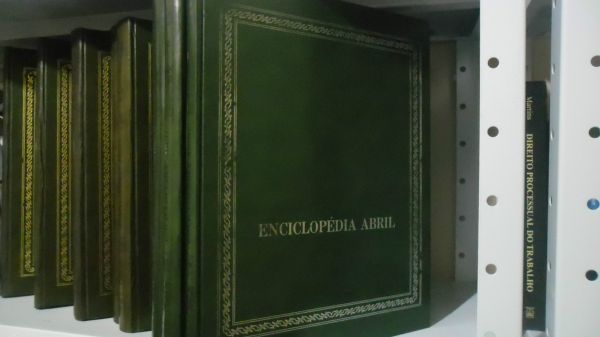 ENCICLOPÉDIA ABRIL
Martins
DIREITO PROCESSUAL DO TRABALHO